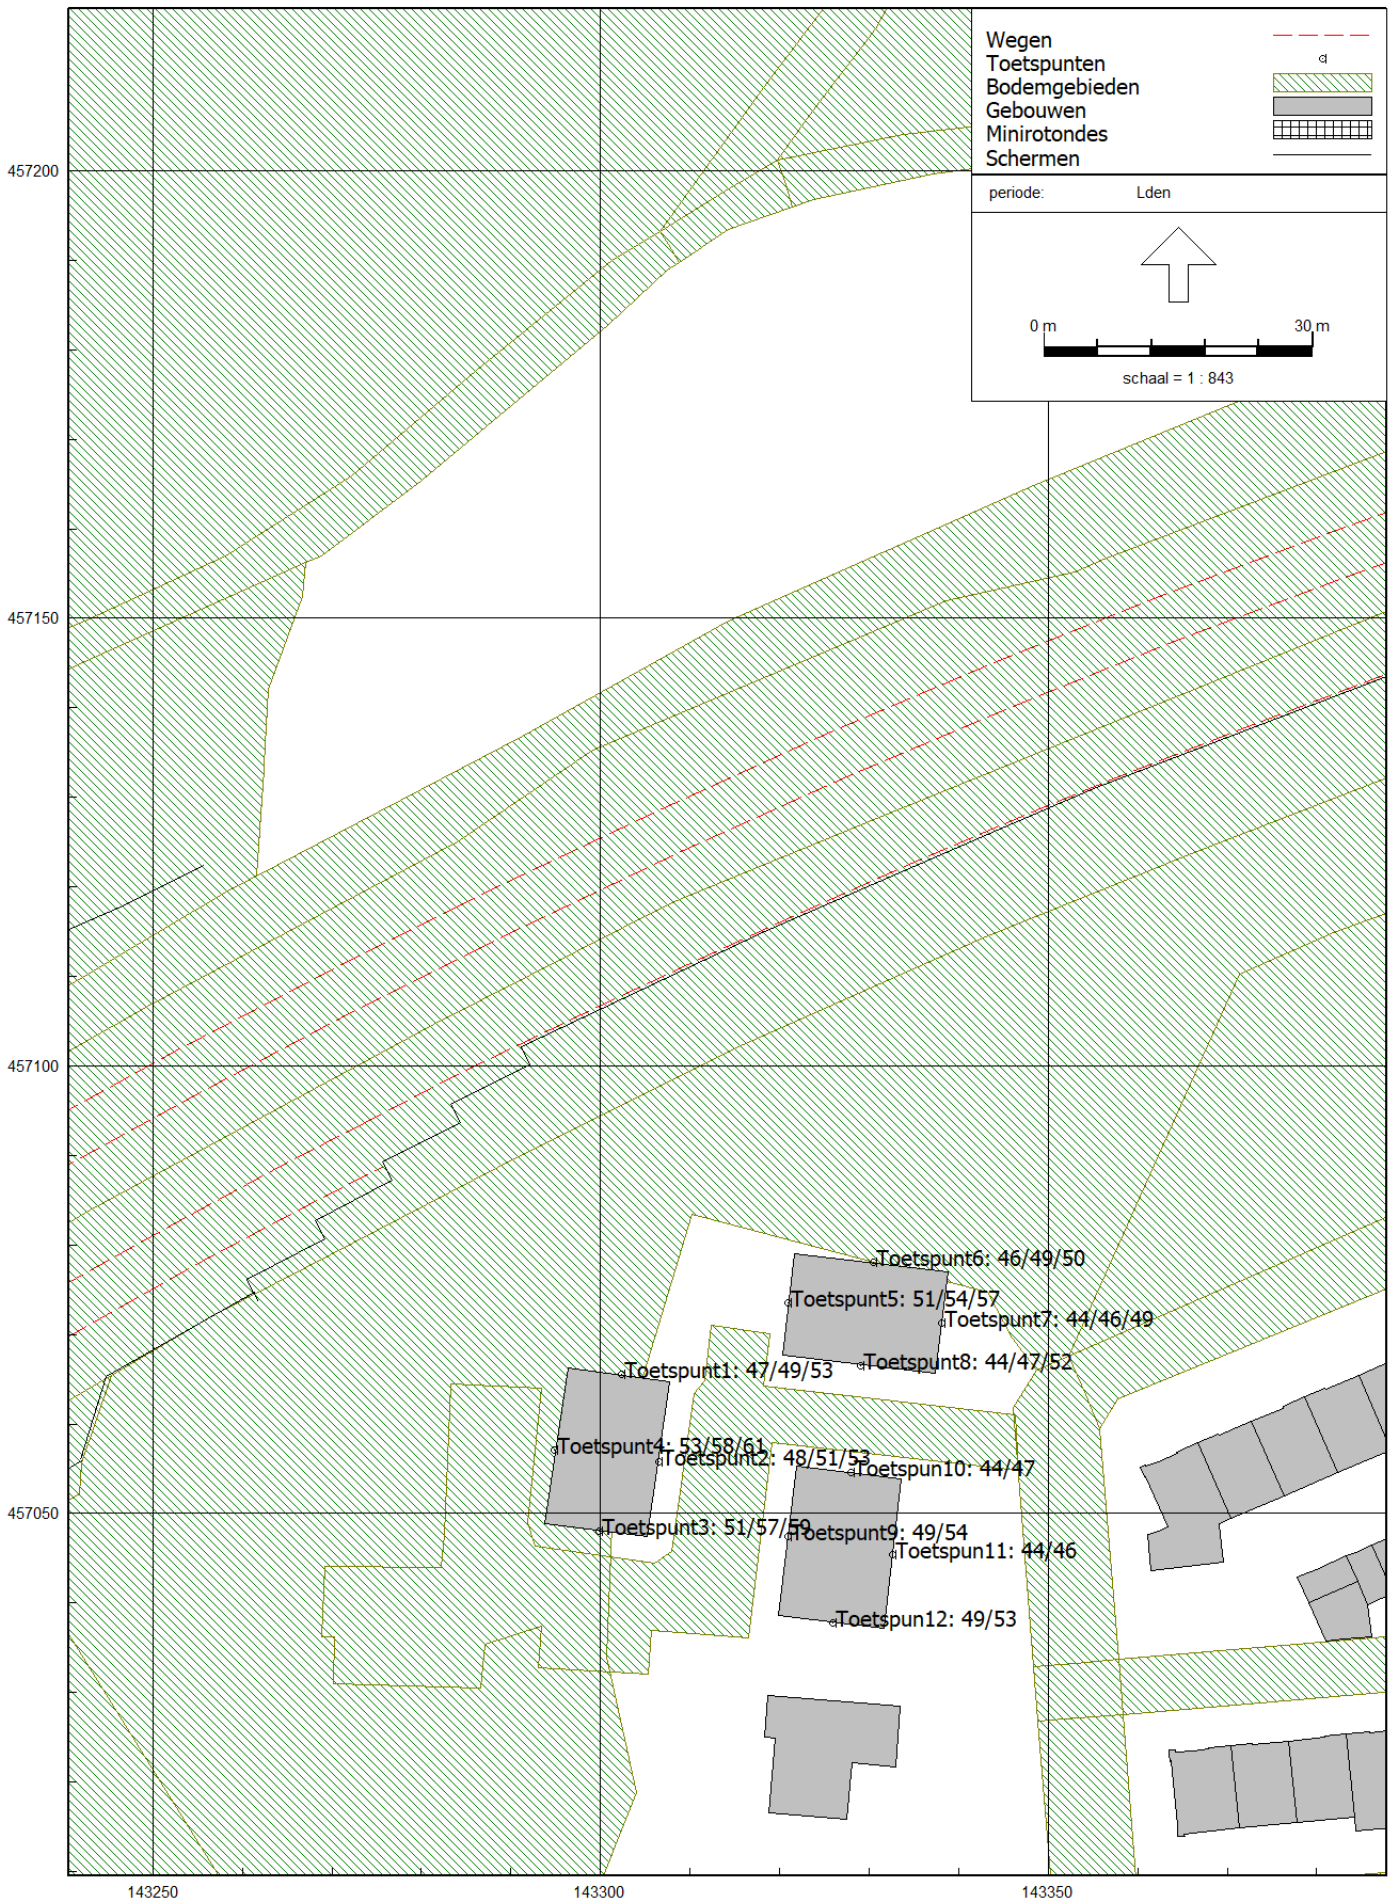 Wegen
Toetspunten
Bodemgebieden
Gebouwen
Minirotondes
Schermen
periode: Lden
0 m 30 m
schaal = 1 : 843
457200
457150
457100
457050
Toetspunt6: 46/49/50
Toetspunt5: 51/54/57
Toetspunt7: 44/46/49
Toetspunt8: 44/47/52
Toetspunt1: 47/49/53
Toetspunt4: 53/58/61
Toetspunt2: 48/51/53
Toetspun10: 44/47
Toetspunt3: 51/57/59
Toetspunt9: 49/54
Toetspun11: 44/46
Toetspun12: 49/53
143250 143300 143350